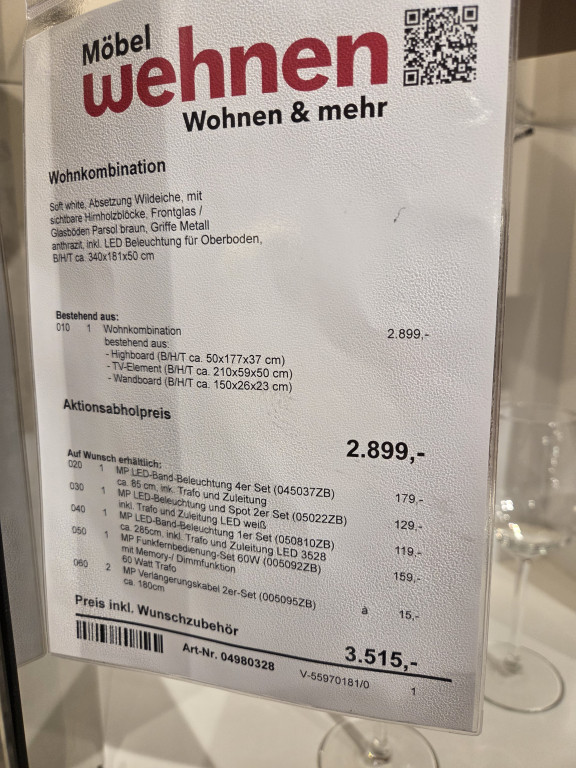 Möbel
wehnen
Wohnen & mehr
Wohnkombination
Soft white, Absetzung Wildeiche, mit
sichtbare Hirnholzblöcke, Frontglas /
Glasböden Parsol braun, Griffe Metall
anthrazit, inkl. LED Beleuchtung für Oberboden,
B/H/T ca. 340x181x50 cm
Bestehend aus:
010 1 Wohnkombination 2.899,-
bestehend aus:
- Highboard (B/H/T ca. 50x177x37 cm)
- TV-Element (B/H/T ca. 210x59x50 cm)
- Wandboard (B/H/T ca. 150x26x23 cm)
Aktionsabholpreis
2.899,-
Auf Wunsch erhältlich:
020 1 MP LED-Band-Beleuchtung 4er Set (045037ZB) 179,-
ca. 85 cm, ink. Trafo und Zuleitung
030 1 MP LED-Beleuchtung und Spot 2er Set (05022ZB) 129,-
inkl. Trafo und Zuleitung LED weiß
040 1 MP LED-Band-Beleuchtung 1er Set (050810ZB) 119,-
ca. 285cm, inkl. Trafo und Zuleitung LED 3528
050 1 MP Funkfernbedienung-Set 60W (005092ZB) 159,-
mit Memory-/ Dimmfunktion
60 Watt Trafo
060 2 MP Verlängerungskabel 2er-Set (005095ZB) à 15,-
ca. 180cm
Preis inkl. Wunschzubehör 3.515,-
Art-Nr. 04980328 V-55970181/0 1